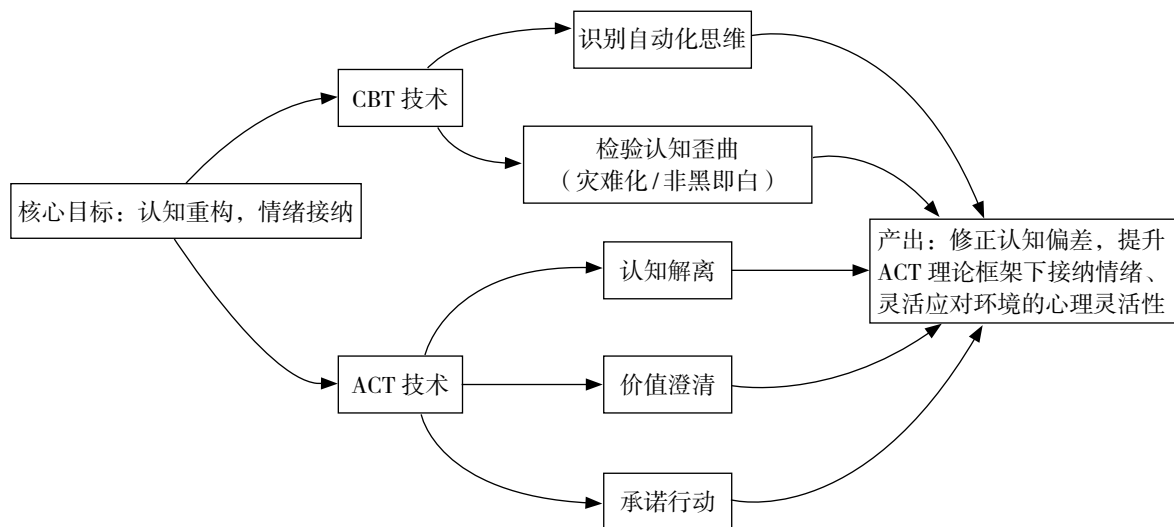 识别自动化思维
CBT 技术
检验认知歪曲
（灾难化/非黑即白）
核心目标：认知重构，情绪接纳
产出：修正认知偏差，提升
ACT 理论框架下接纳情绪、
灵活应对环境的心理灵活性
认知解离
ACT 技术
价值澄清
承诺行动